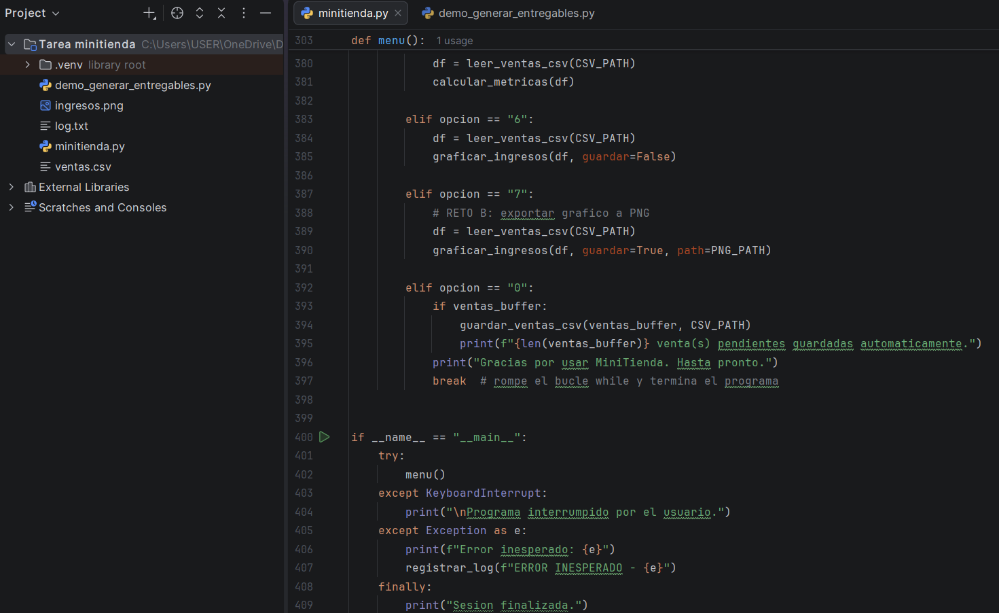 Project
Tarea minitienda C:\Users\USER\OneDrive\D
.venv library root
demo_generar_entregables.py
ingresos.png
log.txt
minitienda.py
ventas.csv
External Libraries
Scratches and Consoles
minitienda.py
demo_generar_entregables.py
303 def menu(): 1 usage
380 df = leer_ventas_csv(CSV_PATH)
381 calcular_metricas(df)
382
383 elif opcion == "6":
384 df = leer_ventas_csv(CSV_PATH)
385 graficar_ingresos(df, guardar=False)
386
387 elif opcion == "7":
388 # RETO B: exportar grafico a PNG
389 df = leer_ventas_csv(CSV_PATH)
390 graficar_ingresos(df, guardar=True, path=PNG_PATH)
391
392 elif opcion == "0":
393 if ventas_buffer:
394 guardar_ventas_csv(ventas_buffer, CSV_PATH)
395 print(f"{len(ventas_buffer)} venta(s) pendientes guardadas automaticamente.")
396 print("Gracias por usar MiniTienda. Hasta pronto.")
397 break # rompe el bucle while y termina el programa
398
399
400 if __name__ == "__main__":
401 try:
402 menu()
403 except KeyboardInterrupt:
404 print("\nPrograma interrumpido por el usuario.")
405 except Exception as e:
406 print(f"Error inesperado: {e}")
407 registrar_log(f"ERROR INESPERADO - {e}")
408 finally:
409 print("Sesion finalizada.")